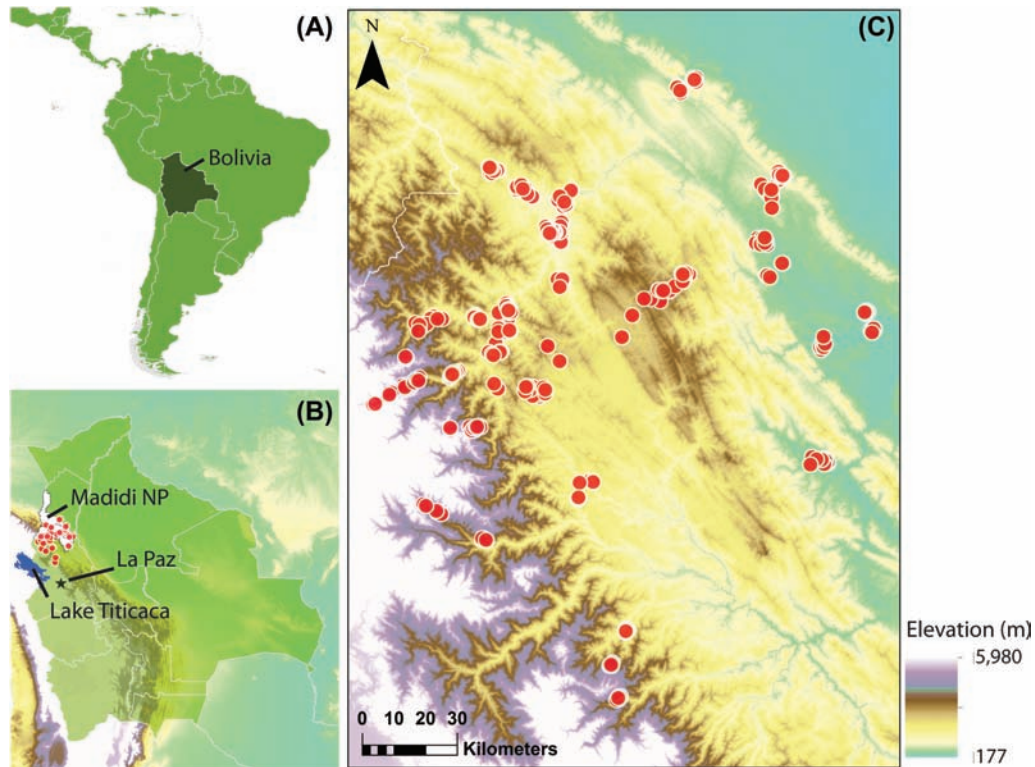 (A)
Bolivia
(B)
Madidi NP
La Paz
Lake Titicaca
(C)
N
0 10 20 30
Kilometers
Elevation (m)
5,980
177